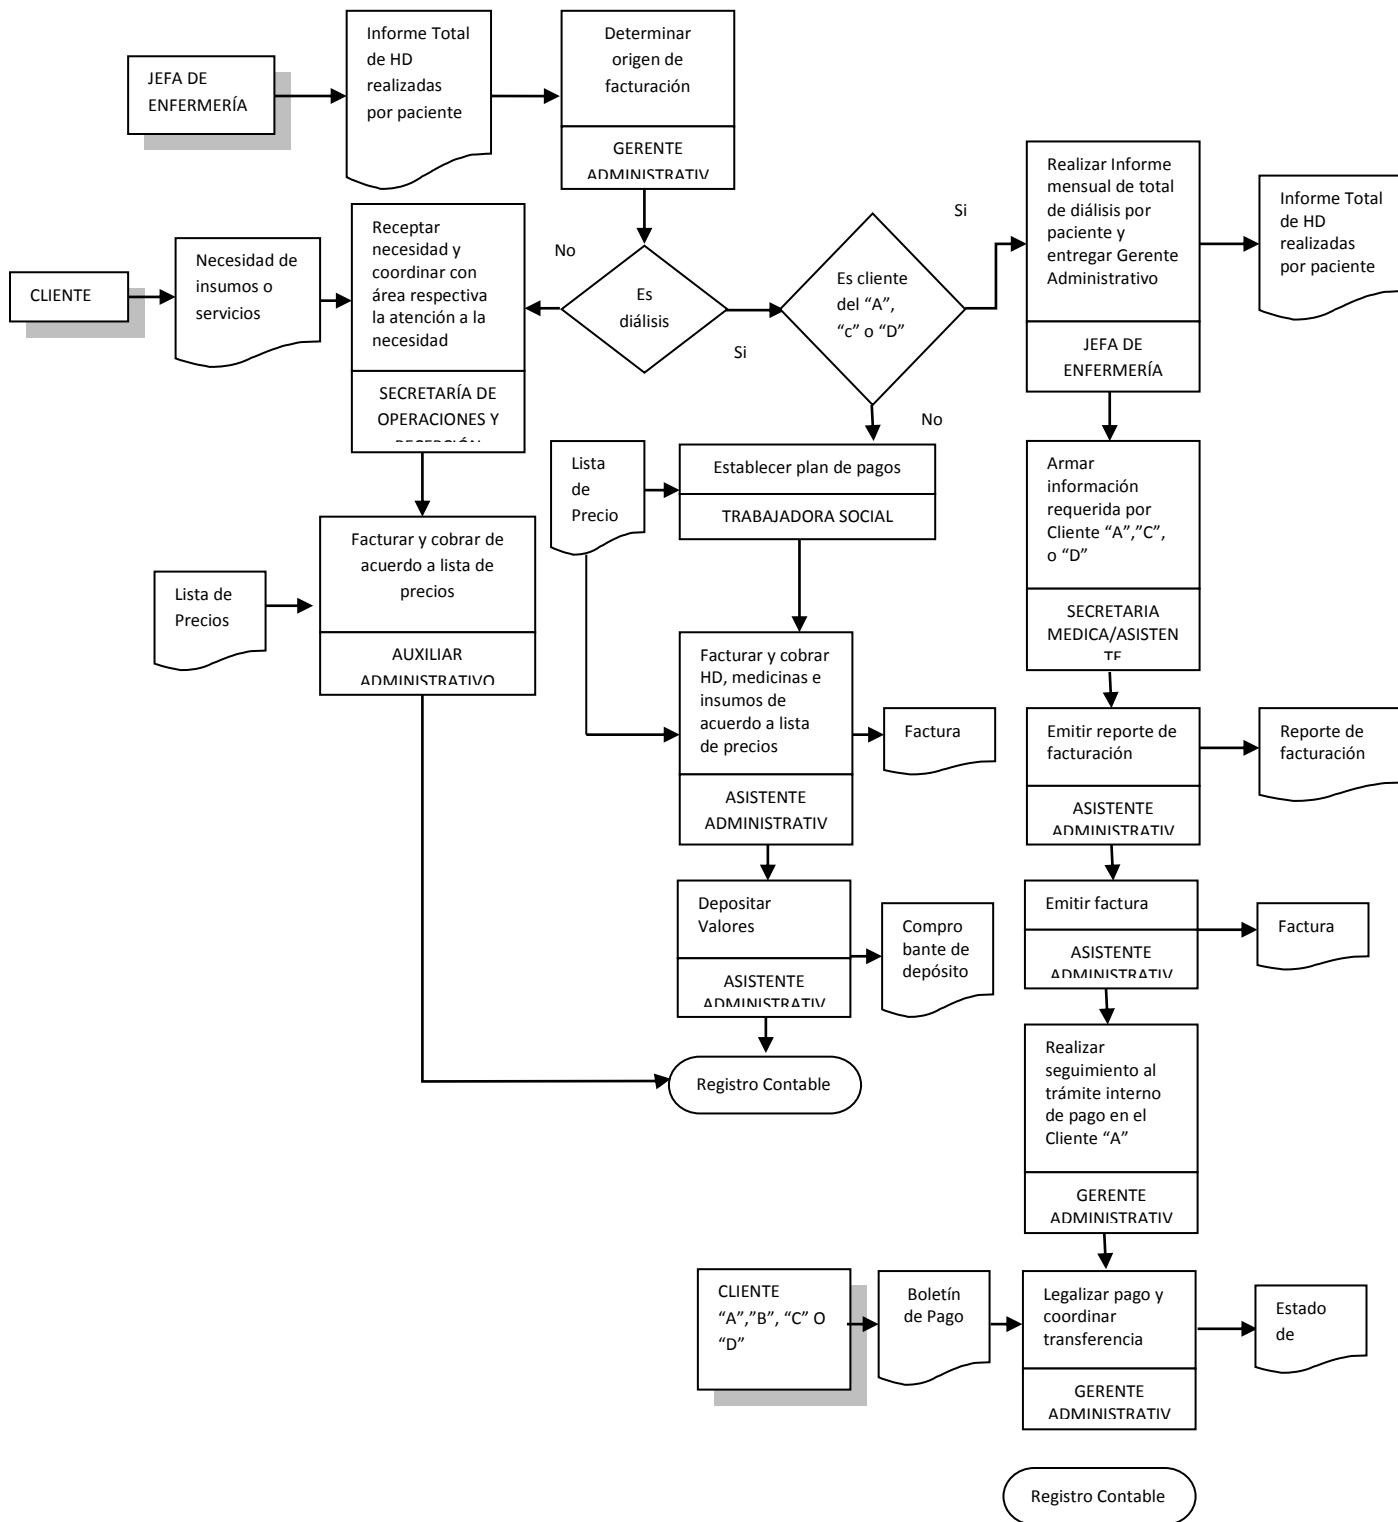 JEFA DE
ENFERMERÍA
Informe Total
de HD
realizadas
por paciente
Determinar
origen de
facturación
GERENTE
ADMINISTRATIV
CLIENTE
Necesidad de
insumos o
servicios
Receptar
necesidad y
coordinar con
área respectiva
la atención a la
necesidad
SECRETARÍA DE
OPERACIONES Y
RECEPCIÓN
No
Es
diálisis
Si
Es cliente
del “A”,
“c” o “D”
Si
No
Realizar Informe
mensual de total
de diálisis por
paciente y
entregar Gerente
Administrativo
JEFA DE
ENFERMERÍA
Informe Total
de HD
realizadas
por paciente
Lista de
Precios
Facturar y cobrar de
acuerdo a lista de
precios
AUXILIAR
ADMINISTRATIVO
Lista
de
Precio
Establecer plan de pagos
TRABAJADORA SOCIAL
Facturar y cobrar
HD, medicinas e
insumos de
acuerdo a lista
de precios
ASISTENTE
ADMINISTRATIV
Factura
Depositar
Valores
ASISTENTE
ADMINISTRATIV
Compro
bante de
depósito
Registro Contable
Armar
información
requerida por
Cliente “A”,”C”,
o “D”
SECRETARIA
MEDICA/ASISTEN
TE
Emitir reporte de
facturación
ASISTENTE
ADMINISTRATIV
Reporte de
facturación
Emitir factura
ASISTENTE
ADMINISTRATIV
Factura
Realizar
seguimiento al
trámite interno
de pago en el
Cliente “A”
GERENTE
ADMINISTRATIV
CLIENTE
“A”,”B”, “C” O
“D”
Boletín
de Pago
Legalizar pago y
coordinar
transferencia
GERENTE
ADMINISTRATIV
Estado
de
Registro Contable